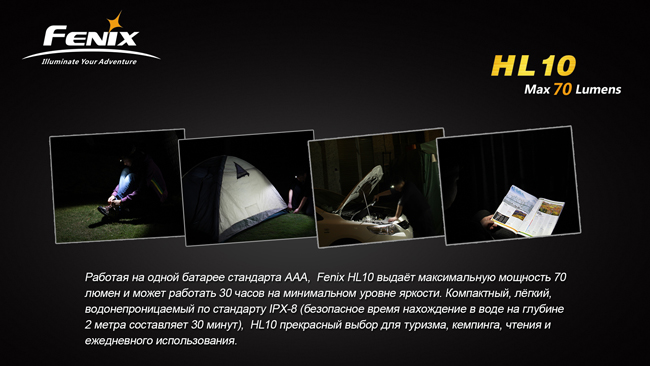 FENIX
Illuminate Your Adventure
HL10
Max 70 Lumens
Работая на одной батарее стандарта AAA, Fenix HL10 выдаёт максимальную мощность 70
люмен и может работать 30 часов на минимальном уровне яркости. Компактный, лёгкий,
водонепроницаемый по стандарту IPX-8 (безопасное время нахождение в воде на глубине
2 метра составляет 30 минут), HL10 прекрасный выбор для туризма, кемпинга, чтения и
ежедневного использования.